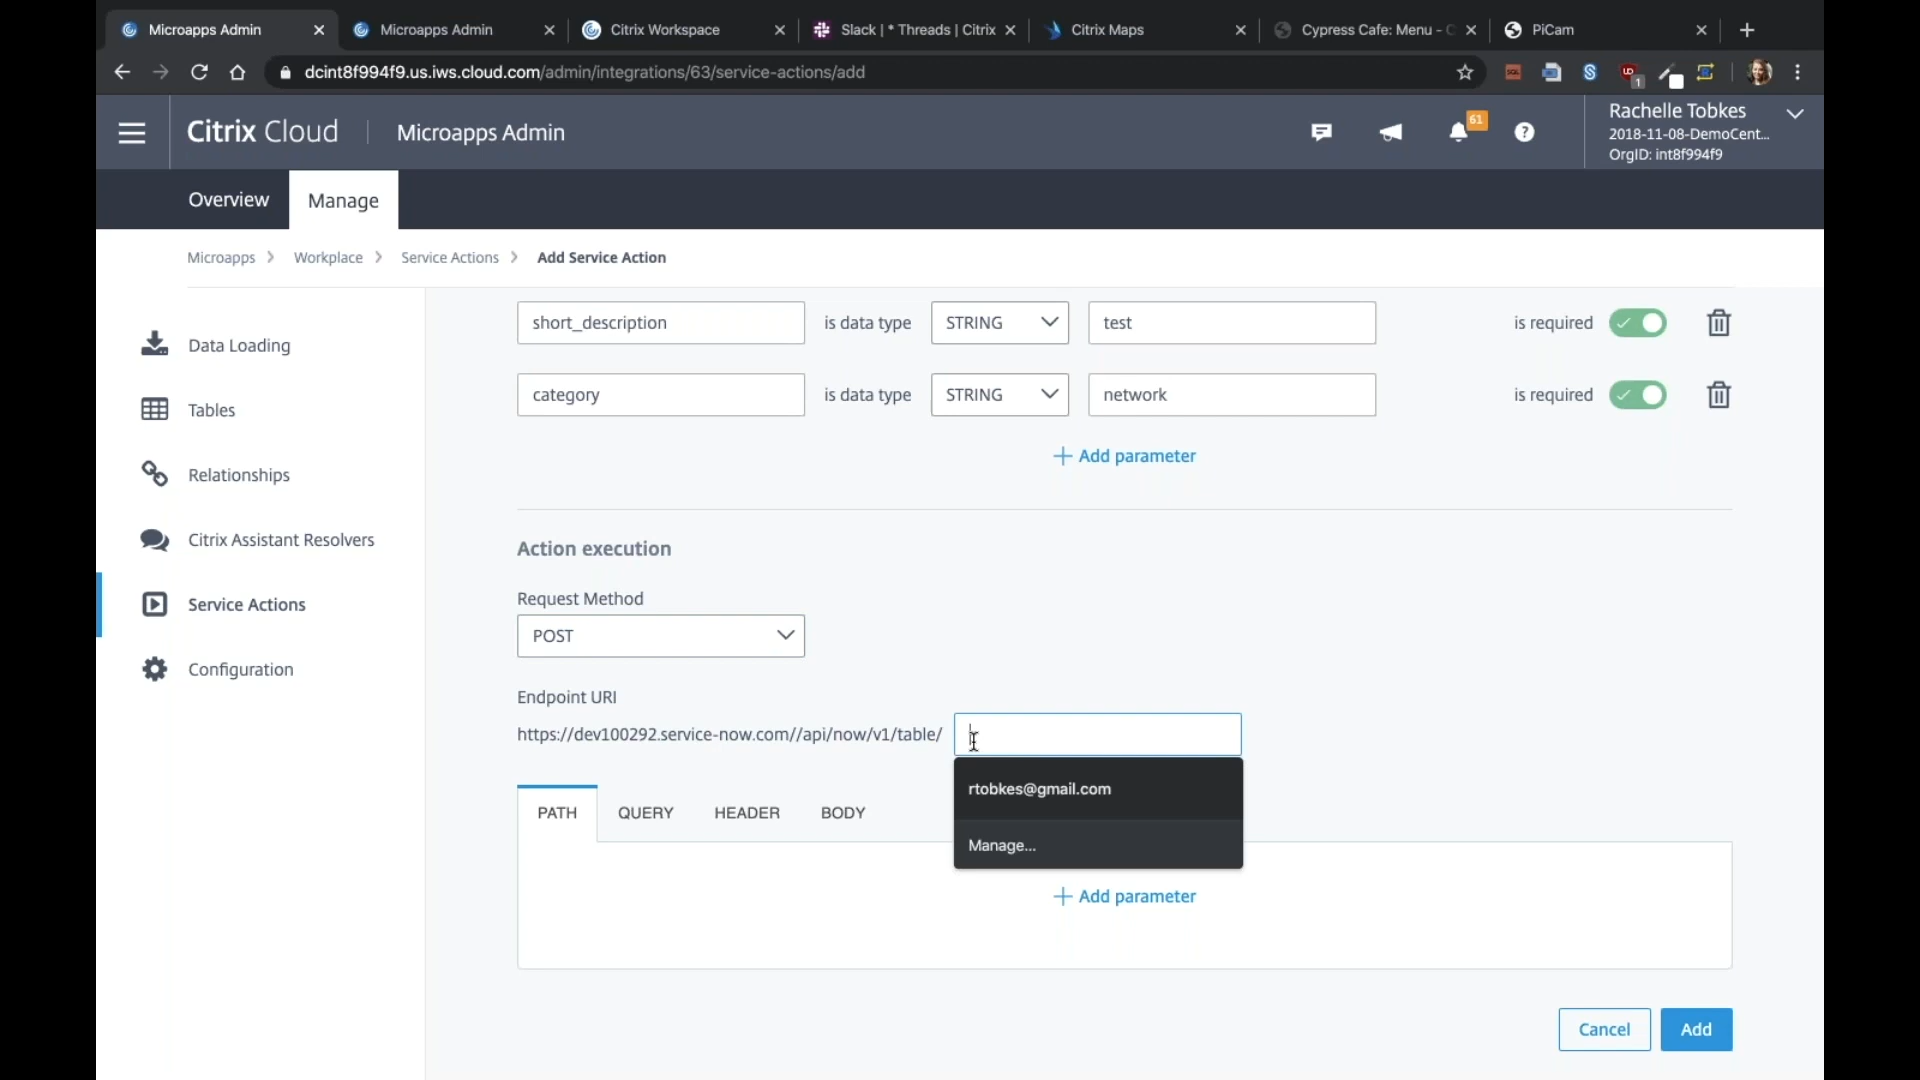 Microapps Admin
Microapps Admin
Citrix Workspace
Slack | * Threads | Citrix
Citrix Maps
Cypress Cafe: Menu - C
PiCam
dcint8f994f9.us.iws.cloud.com/admin/integrations/63/service-actions/add
1
Citrix Cloud
Microapps Admin
61
Rachelle Tobkes
2018-11-08-DemoCent...
OrgID: int8f994f9
Overview
Manage
Microapps
Workplace
Service Actions
Add Service Action
Data Loading
Tables
Relationships
Citrix Assistant Resolvers
Service Actions
Configuration
short_description is data type STRING test is required
category is data type STRING network is required
Add parameter
Action execution
Request Method
POST
Endpoint URI
https://dev100292.service-now.com//api/now/v1/table/
rtobkes@gmail.com
Manage...
PATH QUERY HEADER BODY
Add parameter
Cancel
Add